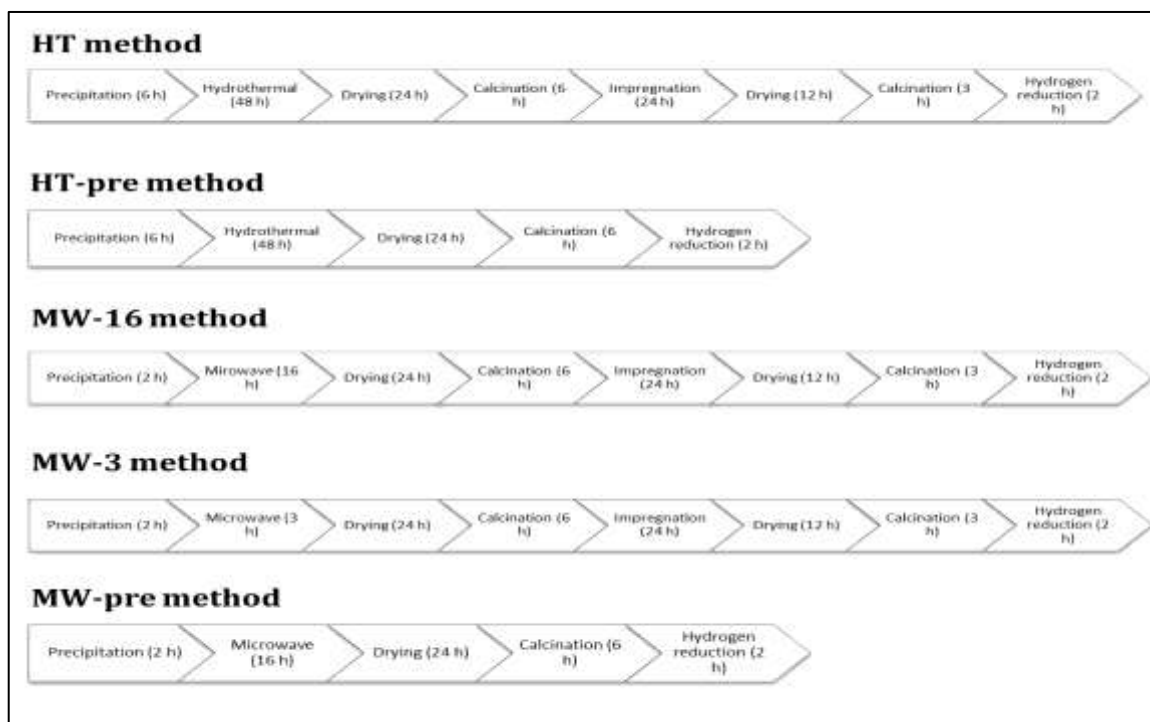 HT method
Precipitation (6 h)
Hydrothermal
(48 h)
Drying (24 h)
Calcination (6
h)
Impregnation
(24 h)
Drying (12 h)
Calcination (3
h)
Hydrogen
reduction (2
h)
HT-pre method
Precipitation (6 h)
Hydrothermal
(48 h)
Drying (24 h)
Calcination (6
h)
Hydrogen
reduction (2 h)
MW-16 method
Precipitation (2 h)
Mirowave (16
h)
Drying (24 h)
Calcination (6
h)
Impregnation
(24 h)
Drying (12 h)
Calcination (3
h)
Hydrogen
reduction (2
h)
MW-3 method
Precipitation (2 h)
Microwave (3
h)
Drying (24 h)
Calcination (6
h)
Impregnation
(24 h)
Drying (12 h)
Calcination (3
h)
Hydrogen
reduction (2
h)
MW-pre method
Precipitation (2 h)
Microwave
(16 h)
Drying (24 h)
Calcination (6
h)
Hydrogen
reduction (2
h)